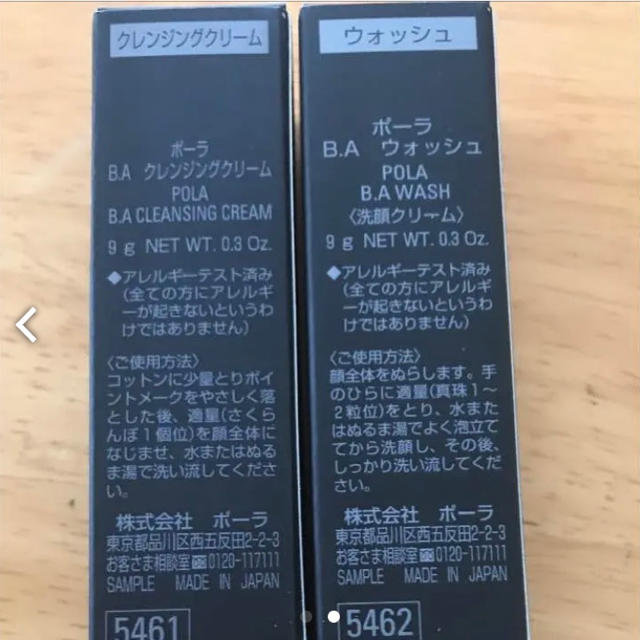 クレンジングクリーム
ポーラ
B.A クレンジングクリーム
POLA
B.A CLEANSING CREAM
9 g NET WT. 0.3 Oz.
◆アレルギーテスト済み
(全ての方にアレルギ
ーが起きないというわ
けではありません)
〈ご使用方法〉
コットンに少量とりポイ
ントメークをやさしく落
とした後、適量(さくら
んぼ1個位)を顔全体に
なじませ、水またはぬる
ま湯で洗い流してくださ
い。
株式会社 ポーラ
東京都品川区西五反田2-2-3
お客さま相談室 0120-117111
SAMPLE MADE IN JAPAN
5461
ウォッシュ
ポーラ
B.A ウォッシュ
POLA
B.A WASH
〈洗顔クリーム〉
9 g NET WT. 0.3 Oz.
◆アレルギーテスト済み
(全ての方にアレルギ
ーが起きないというわ
けではありません)
〈ご使用方法〉
顔全体をぬらします。手
のひらに適量(真珠1〜
2粒位)をとり、水また
はぬるま湯でよく泡立て
てから洗顔し、その後、
しっかり洗い流してくだ
さい。
株式会社 ポーラ
東京都品川区西五反田2-2-3
お客さま相談室 0120-117111
SAMPLE MADE IN JAPAN
5462